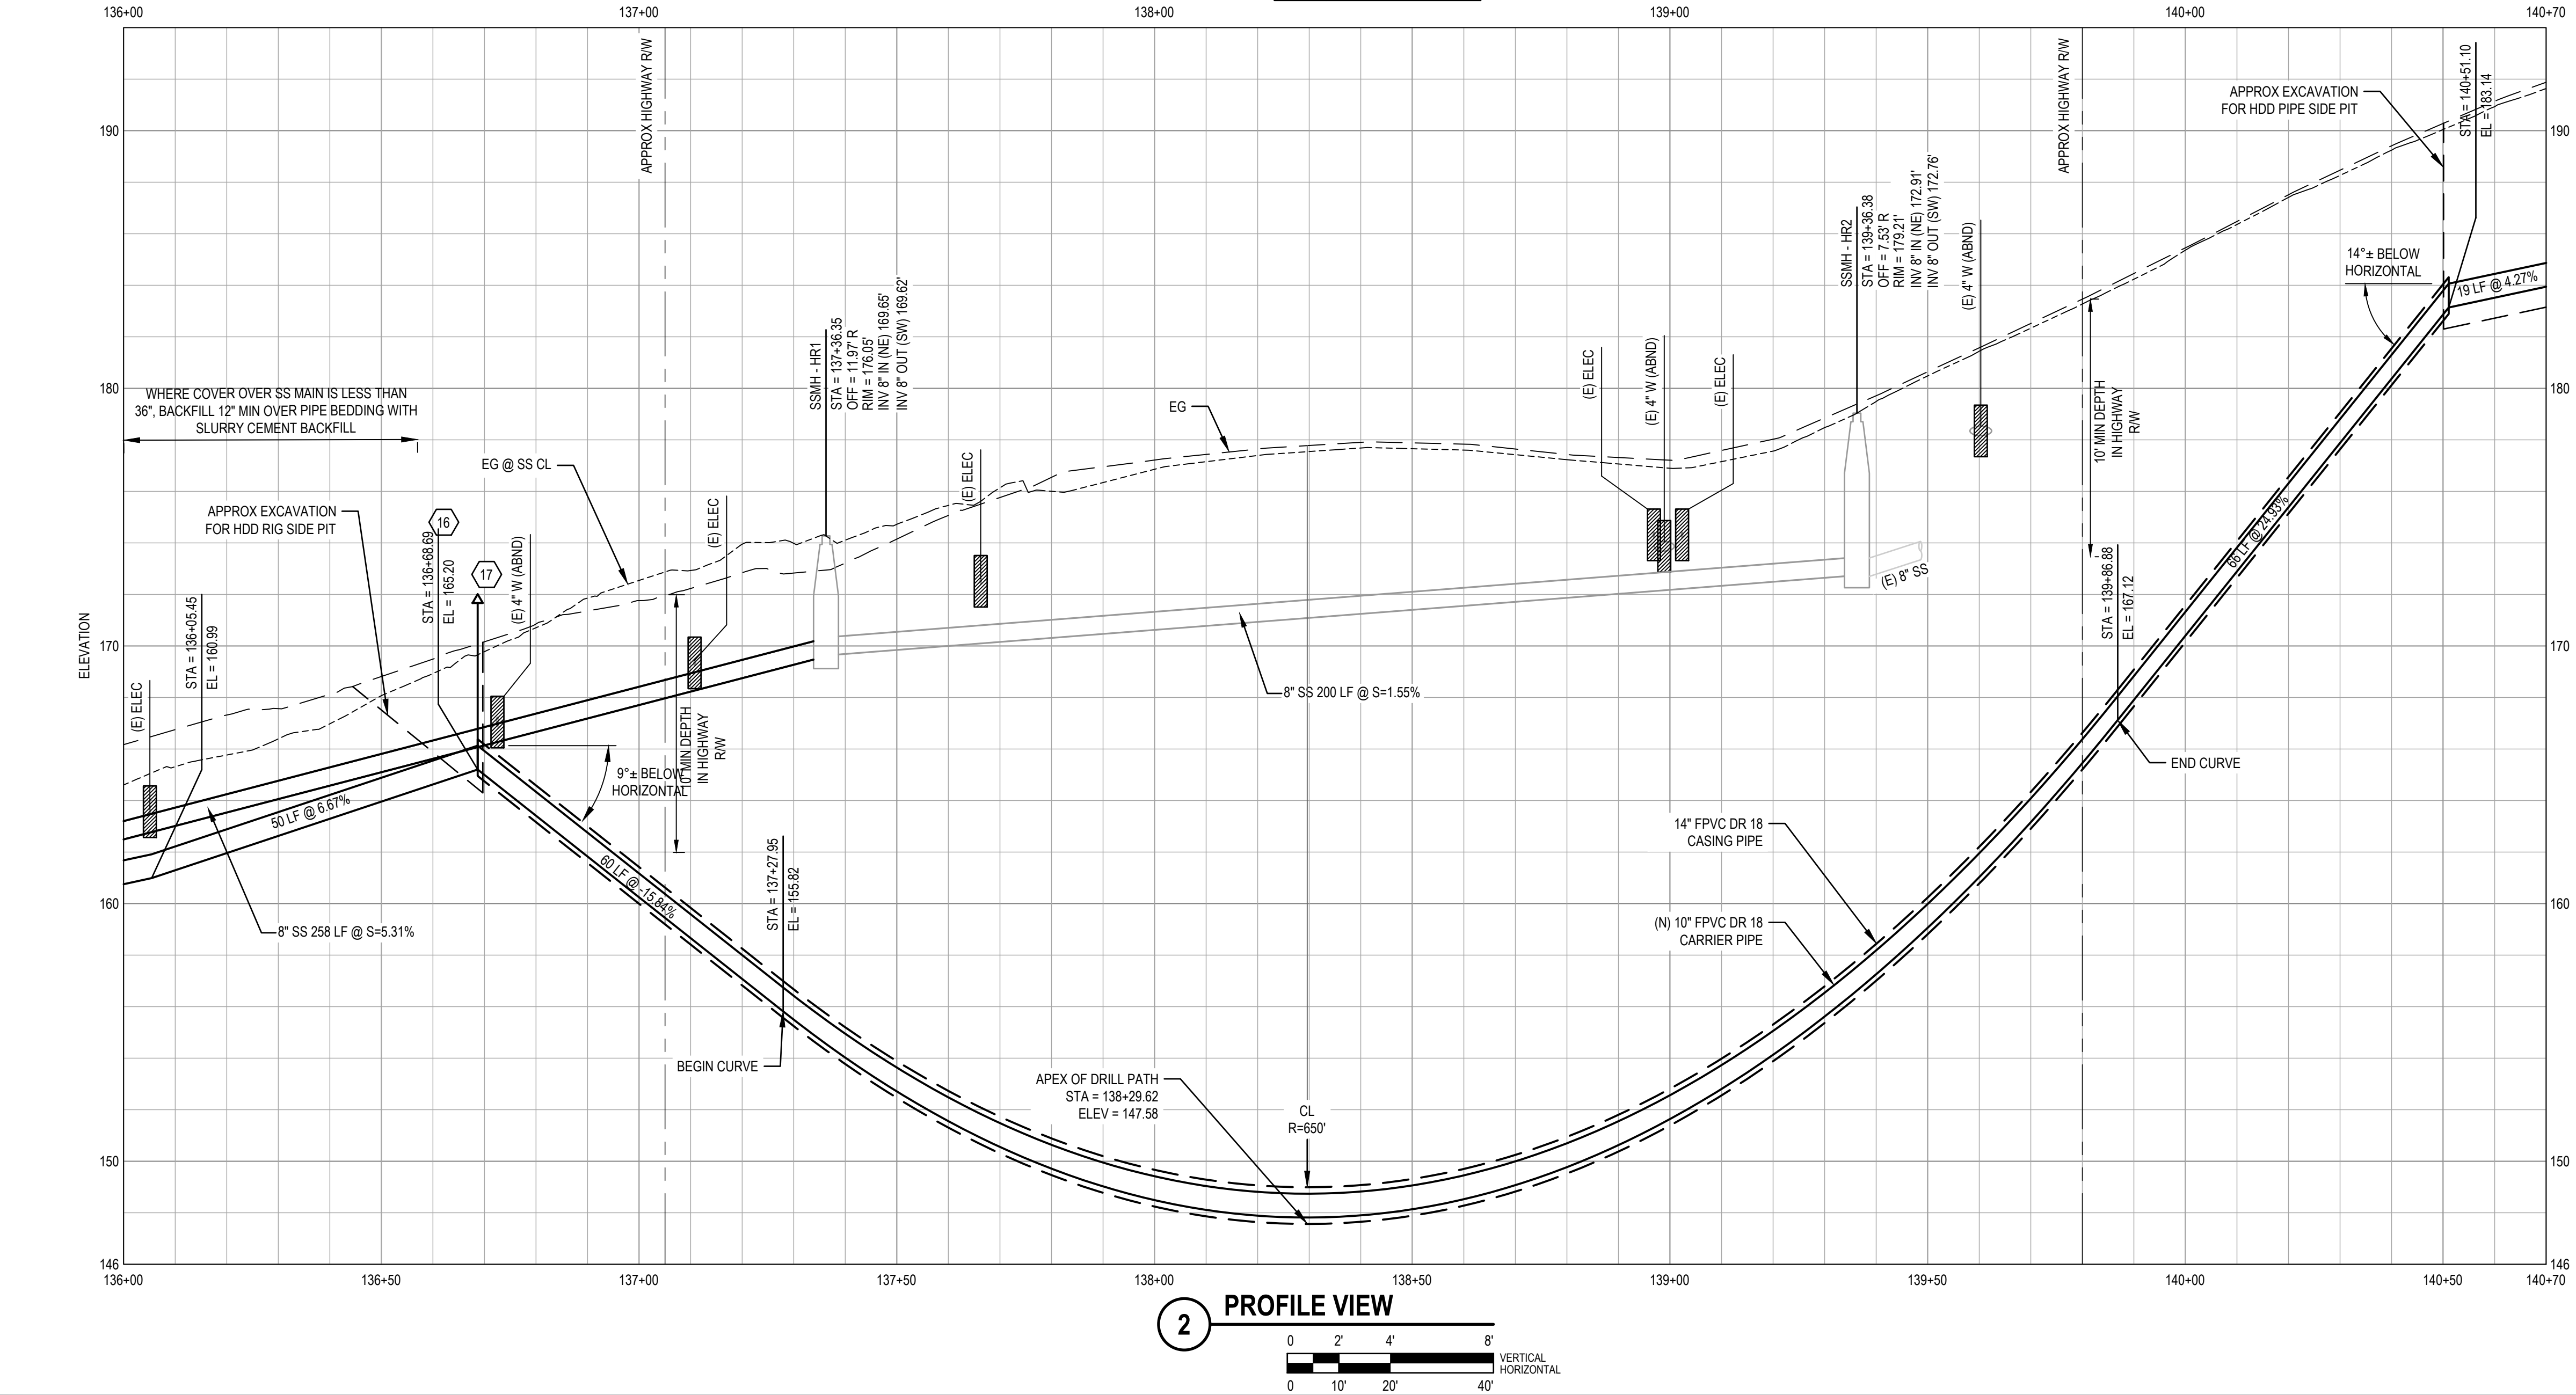 136+00
137+00
138+00
139+00
140+00
140+70
APPROX HIGHWAY R/W
APPROX HIGHWAY R/W
APPROX EXCAVATION
FOR HDD PIPE SIDE PIT
STA = 140+51.10
EL = 183.14
190
190
SSMH - HR2
STA = 139+36.38
OFF = 7.53' R
RIM = 179.21'
INV 8" IN (NE) 172.91'
INV 8" OUT (SW) 172.76'
(E) 4" W (ABND)
14°± BELOW
HORIZONTAL
19 LF @ 4.27%
SSMH - HR1
STA = 137+36.35
OFF = 11.97' R
RIM = 176.05'
INV 8" IN (NE) 169.65'
INV 8" OUT (SW) 169.62'
(E) ELEC
(E) 4" W (ABND)
(E) ELEC
180
180
WHERE COVER OVER SS MAIN IS LESS THAN
36", BACKFILL 12" MIN OVER PIPE BEDDING WITH
SLURRY CEMENT BACKFILL
EG
10' MIN DEPTH
IN HIGHWAY
R/W
EG @ SS CL
(E) ELEC
APPROX EXCAVATION
FOR HDD RIG SIDE PIT
16
STA = 136+68.69
EL = 165.20
17
(E) 4" W (ABND)
(E) ELEC
66 LF @ 24.93%
(E) 8" SS
STA = 139+86.88
EL = 167.12
ELEVATION
170
170
STA = 136+05.45
EL = 160.99
(E) ELEC
8" SS 200 LF @ S=1.55%
10' MIN DEPTH
IN HIGHWAY
R/W
9°± BELOW
HORIZONTAL
END CURVE
50 LF @ 6.67%
14" FPVC DR 18
CASING PIPE
60 LF @ -15.84%
STA = 137+27.95
EL = 155.82
160
160
8" SS 258 LF @ S=5.31%
(N) 10" FPVC DR 18
CARRIER PIPE
BEGIN CURVE
APEX OF DRILL PATH
STA = 138+29.62
ELEV = 147.58
CL
R=650'
150
150
146
146
136+00
136+50
137+00
137+50
138+00
138+50
139+00
139+50
140+00
140+50
140+70
2
PROFILE VIEW
0 2' 4' 8'
VERTICAL
HORIZONTAL
0 10' 20' 40'